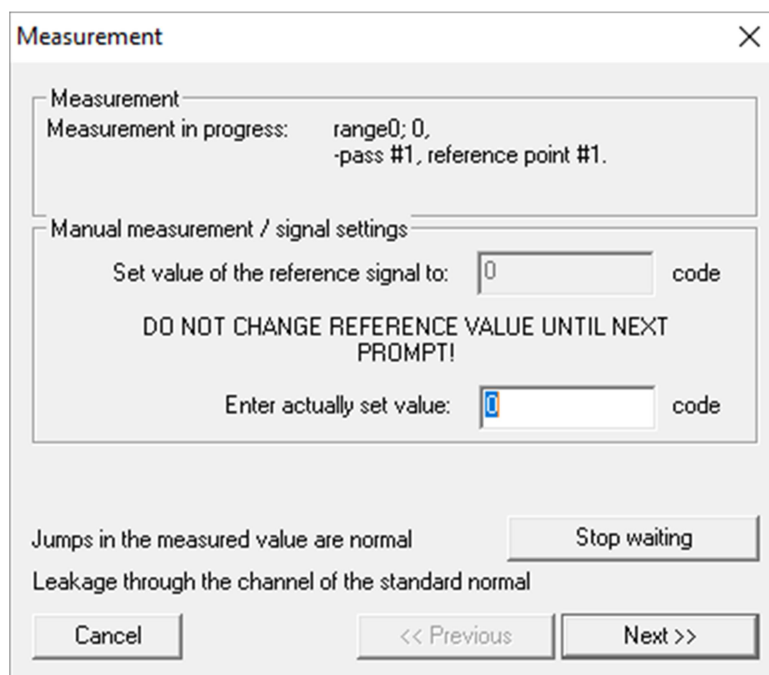 Measurement
Measurement
Measurement in progress: range0; 0,
-pass #1, reference point #1.
Manual measurement / signal settings
Set value of the reference signal to: 0 code
DO NOT CHANGE REFERENCE VALUE UNTIL NEXT
PROMPT!
Enter actually set value: 0 code
Jumps in the measured value are normal Stop waiting
Leakage through the channel of the standard normal
Cancel << Previous Next >>